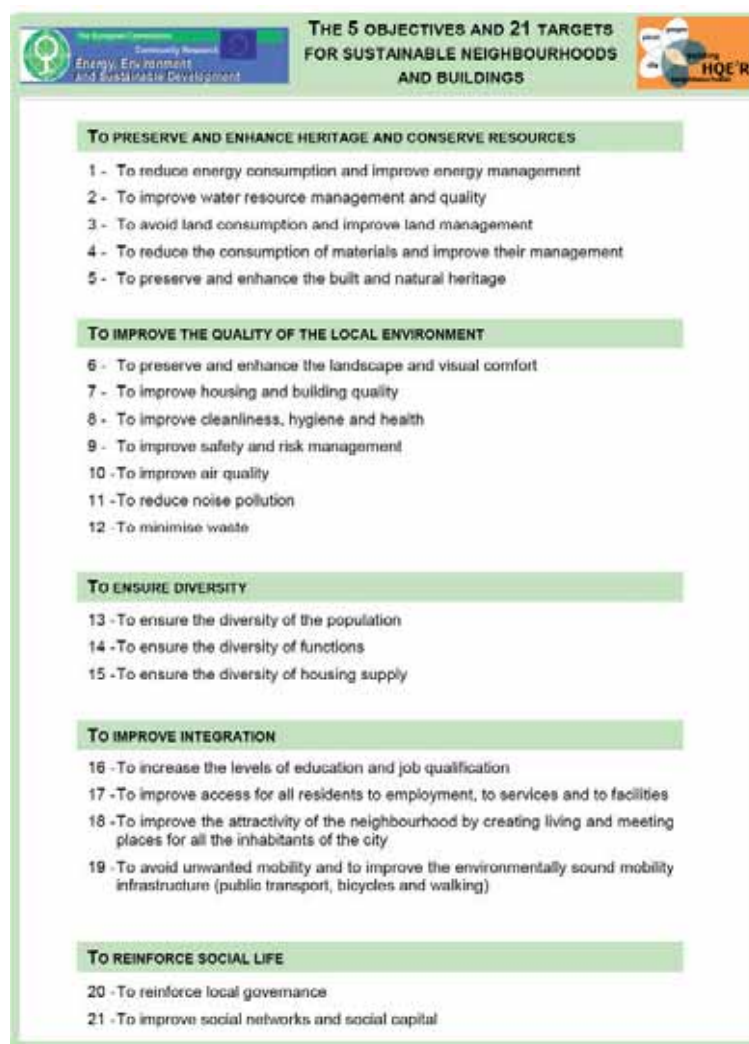 The European Commission
Community Research
Energy, Environment
and Sustainable Development
THE 5 OBJECTIVES AND 21 TARGETS
FOR SUSTAINABLE NEIGHBOURHOODS
AND BUILDINGS
building
HQE²R
TO PRESERVE AND ENHANCE HERITAGE AND CONSERVE RESOURCES
1 - To reduce energy consumption and improve energy management
2 - To improve water resource management and quality
3 - To avoid land consumption and improve land management
4 - To reduce the consumption of materials and improve their management
5 - To preserve and enhance the built and natural heritage
TO IMPROVE THE QUALITY OF THE LOCAL ENVIRONMENT
6 - To preserve and enhance the landscape and visual comfort
7 - To improve housing and building quality
8 - To improve cleanliness, hygiene and health
9 - To improve safety and risk management
10 - To improve air quality
11 - To reduce noise pollution
12 - To minimise waste
TO ENSURE DIVERSITY
13 - To ensure the diversity of the population
14 - To ensure the diversity of functions
15 - To ensure the diversity of housing supply
TO IMPROVE INTEGRATION
16 - To increase the levels of education and job qualification
17 - To improve access for all residents to employment, to services and to facilities
18 - To improve the attractivity of the neighbourhood by creating living and meeting
places for all the inhabitants of the city
19 - To avoid unwanted mobility and to improve the environmentally sound mobility
infrastructure (public transport, bicycles and walking)
TO REINFORCE SOCIAL LIFE
20 - To reinforce local governance
21 - To improve social networks and social capital